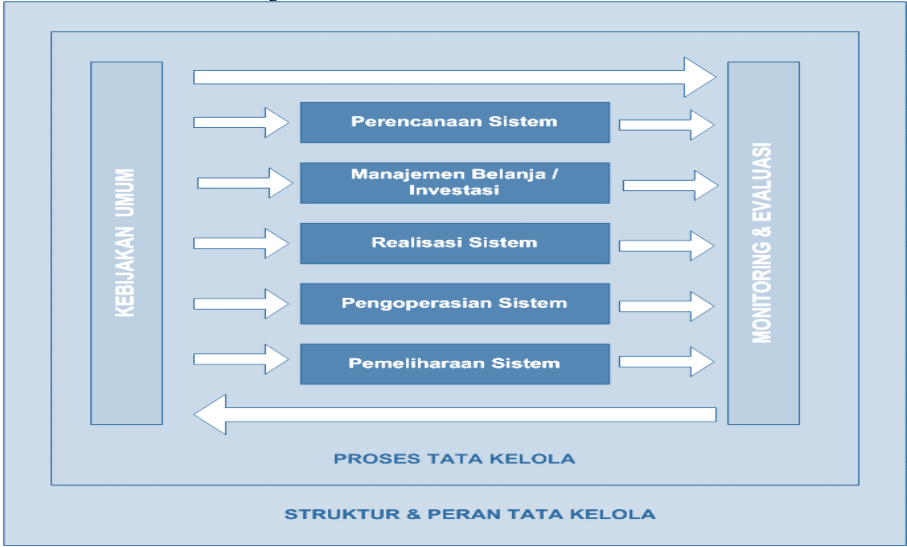 KEBIJAKAN UMUM
Perencanaan Sistem
Manajemen Belanja /
Investasi
Realisasi Sistem
Pengoperasian Sistem
Pemeliharaan Sistem
MONITORING & EVALUASI
PROSES TATA KELOLA
STRUKTUR & PERAN TATA KELOLA